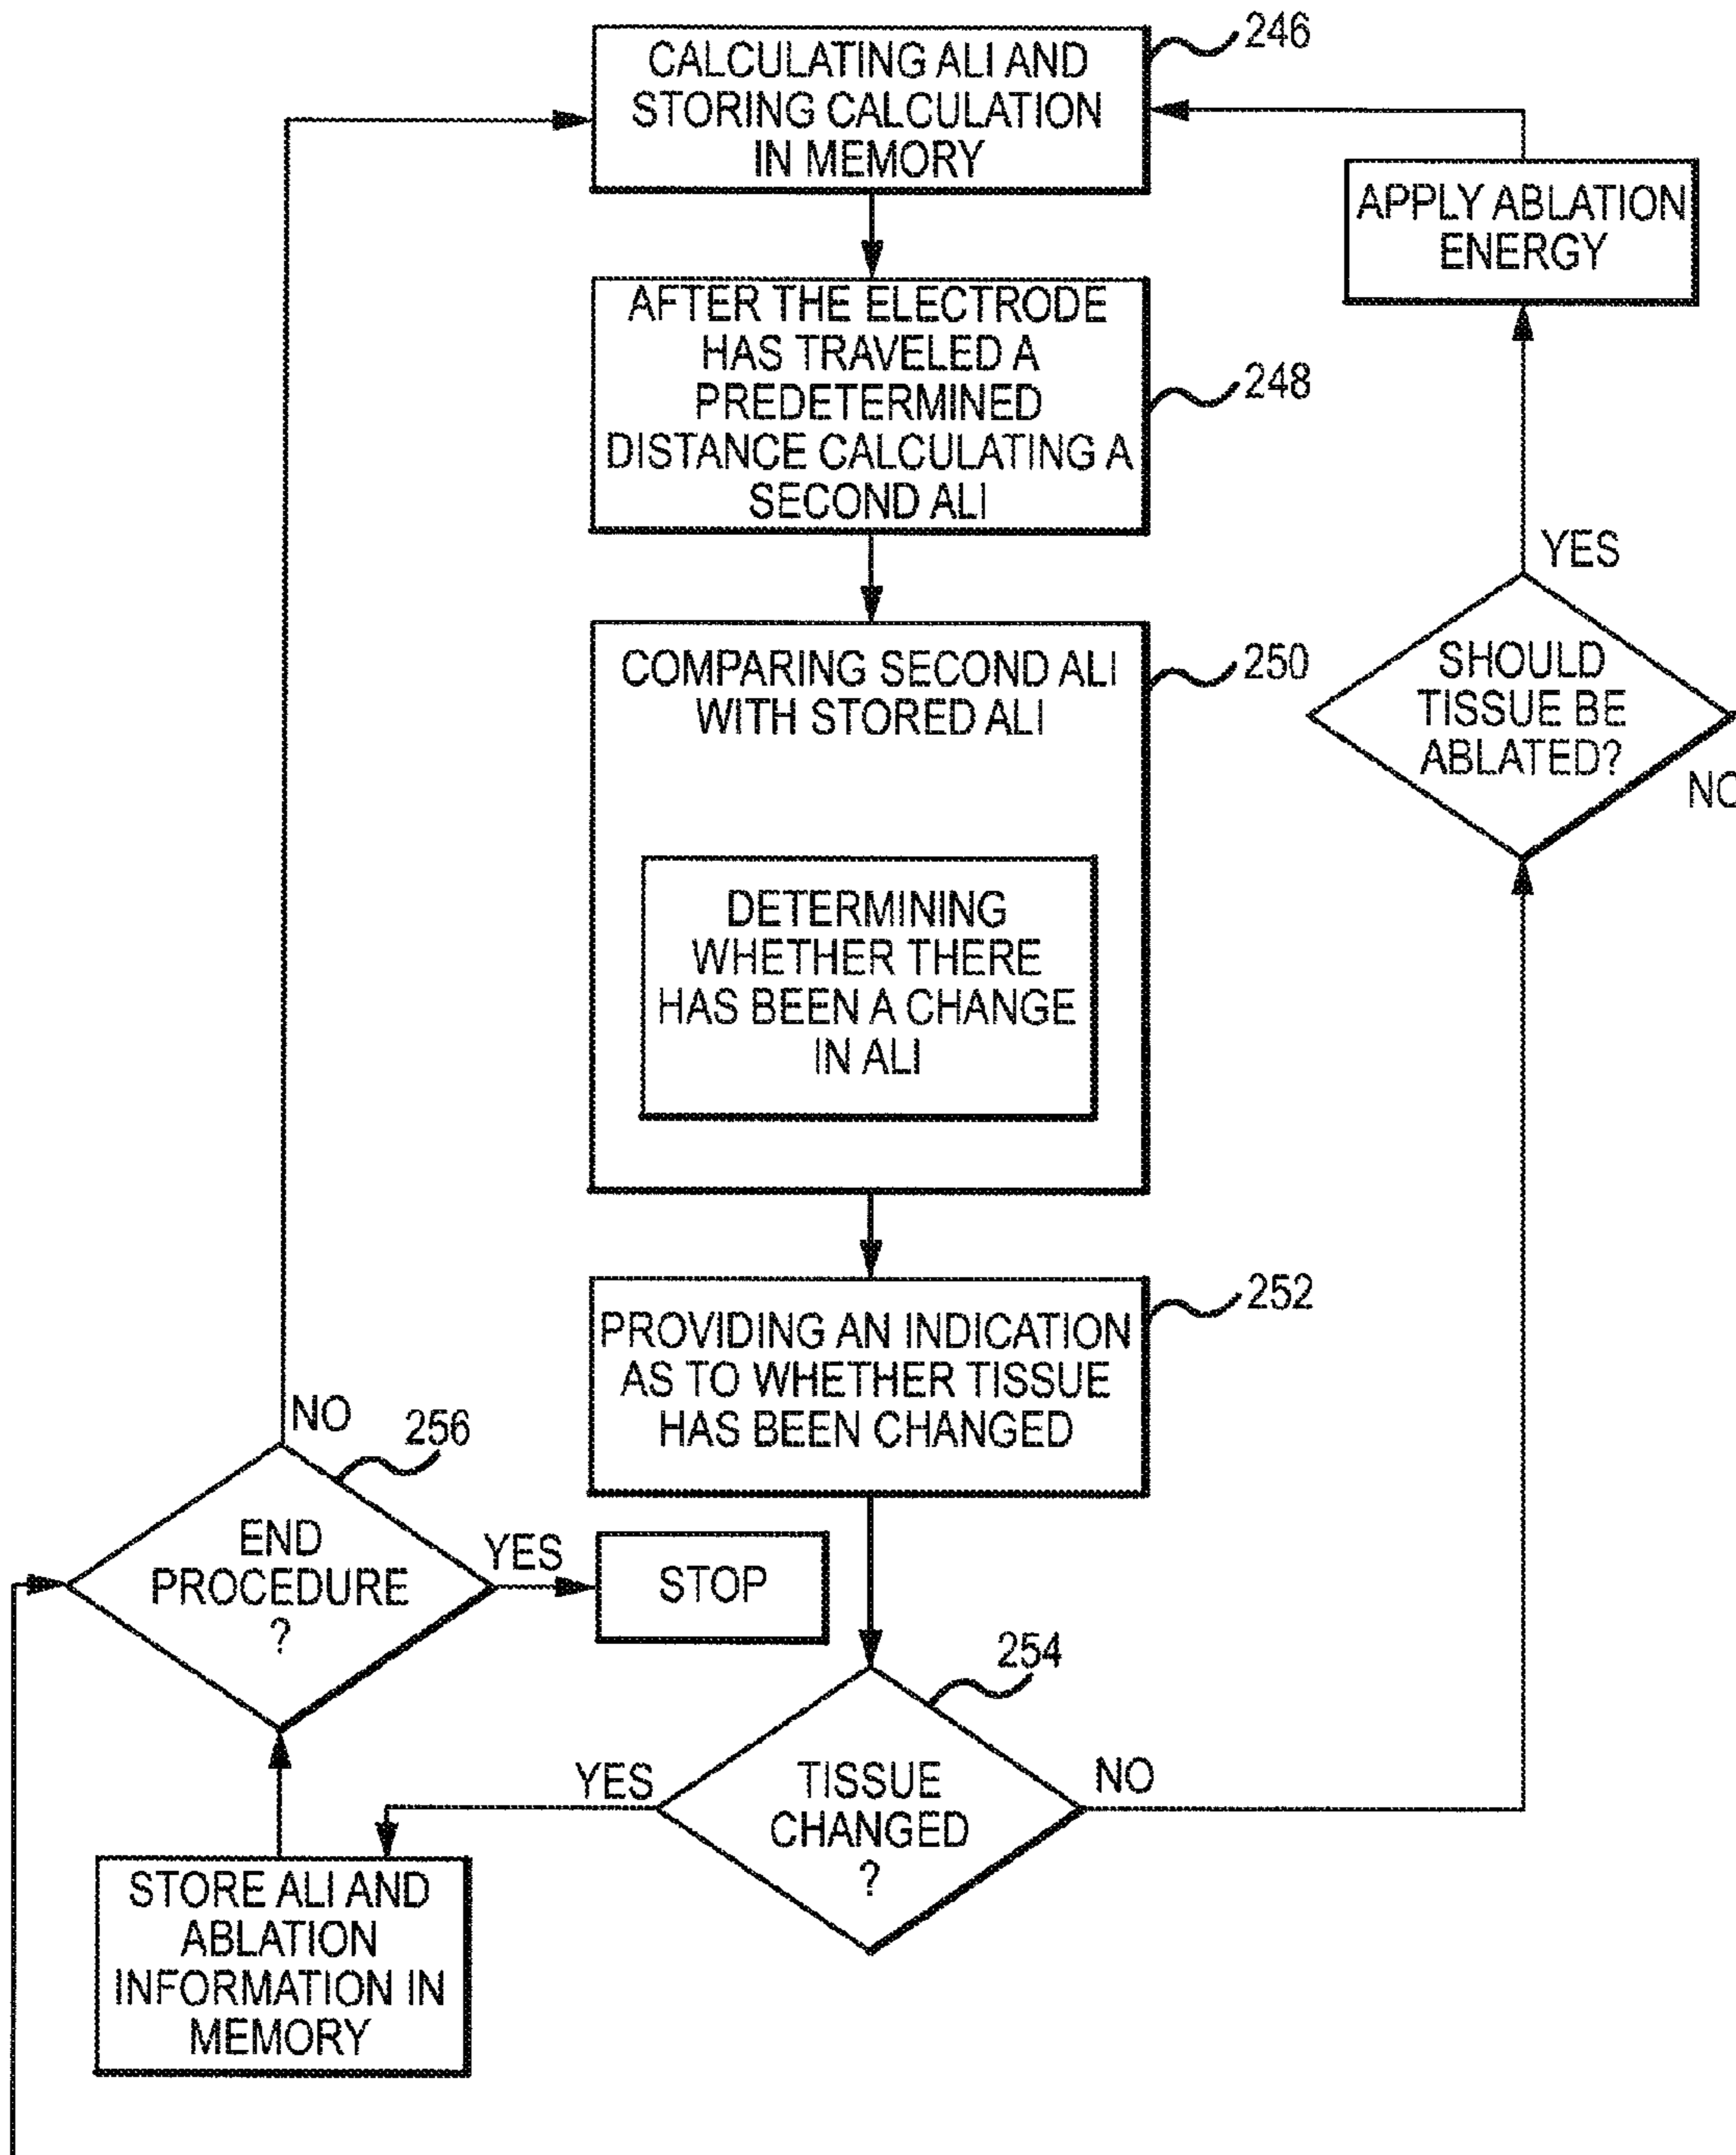 CALCULATING ALI AND
STORING CALCULATION
IN MEMORY
246
APPLY ABLATION
ENERGY
AFTER THE ELECTRODE
HAS TRAVELED A
PREDETERMINED
DISTANCE CALCULATING A
SECOND ALI
248
YES
SHOULD
TISSUE BE
ABLATED?
NO
COMPARING SECOND ALI
WITH STORED ALI
250
DETERMINING
WHETHER THERE
HAS BEEN A CHANGE
IN ALI
PROVIDING AN INDICATION
AS TO WHETHER TISSUE
HAS BEEN CHANGED
252
NO
256
END
PROCEDURE
?
YES
STOP
254
TISSUE
CHANGED
?
YES
NO
STORE ALI AND
ABLATION
INFORMATION IN
MEMORY